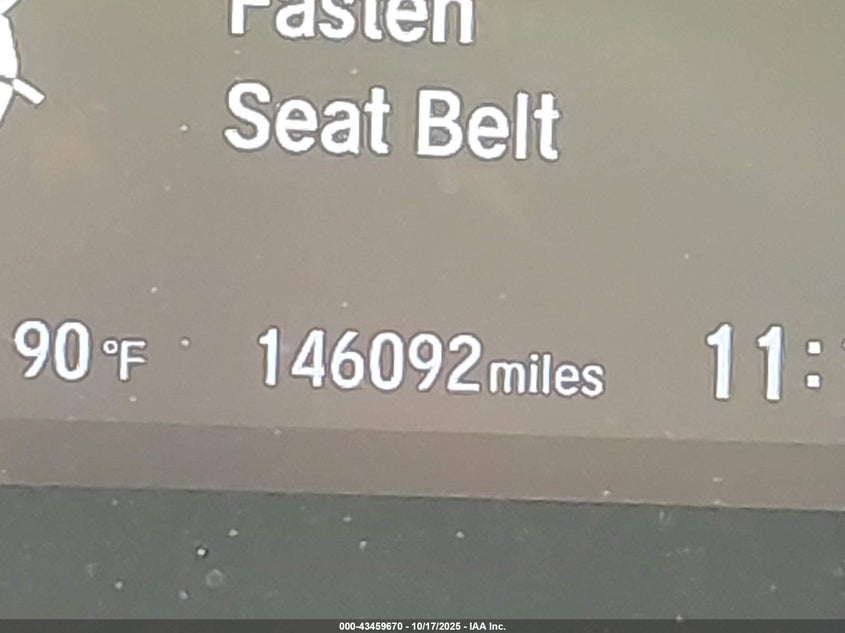 Fasten
Seat Belt
90 °F 146092 miles 11:
000-43459670 - 10/17/2025 - IAA Inc.